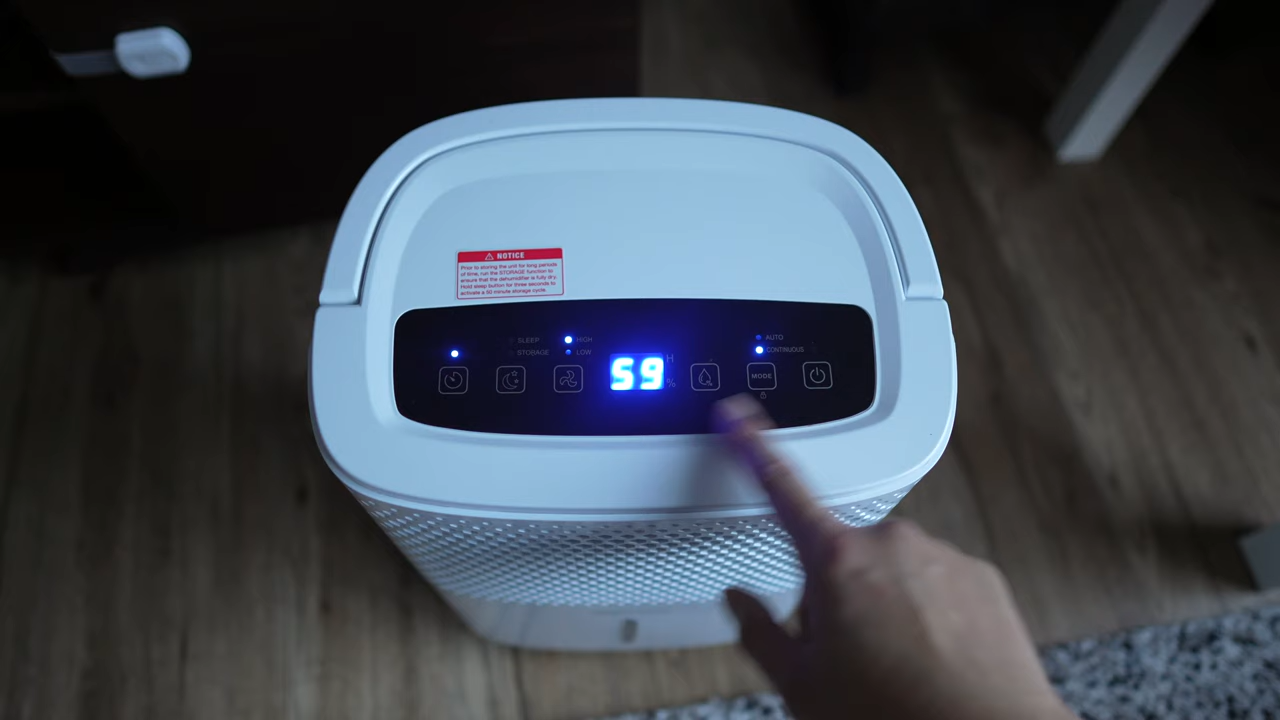 NOTICE
Prior to storing the unit for long periods
of time, run the STORAGE function to
ensure that the dehumidifier is fully dry.
Hold sleep button for three seconds to
activate a 50 minute storage cycle.
SLEEP HIGH H AUTO
STORAGE LOW 59 % CONTINUOUS
MODE